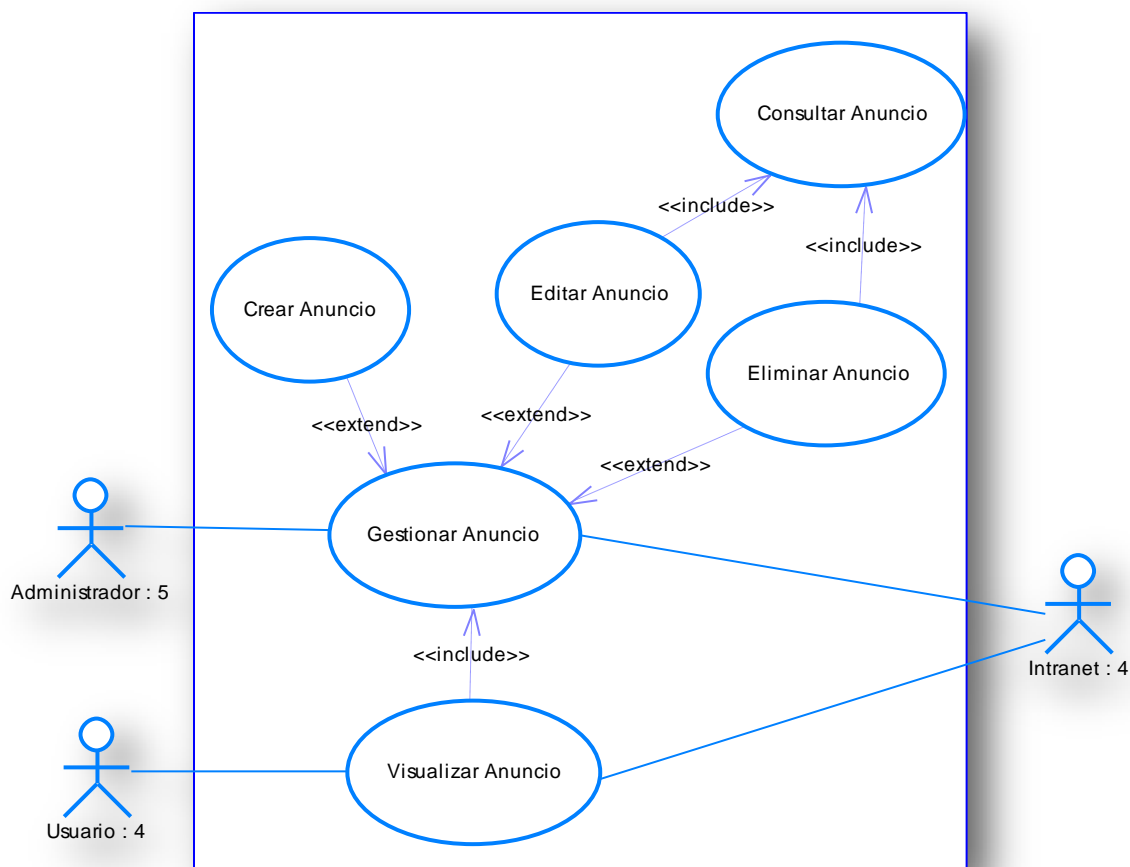 Consultar Anuncio
<<include>>
<<include>>
Editar Anuncio
Crear Anuncio
Eliminar Anuncio
<<extend>>
<<extend>>
<<extend>>
Gestionar Anuncio
Administrador : 5
<<include>>
Intranet : 4
Visualizar Anuncio
Usuario : 4